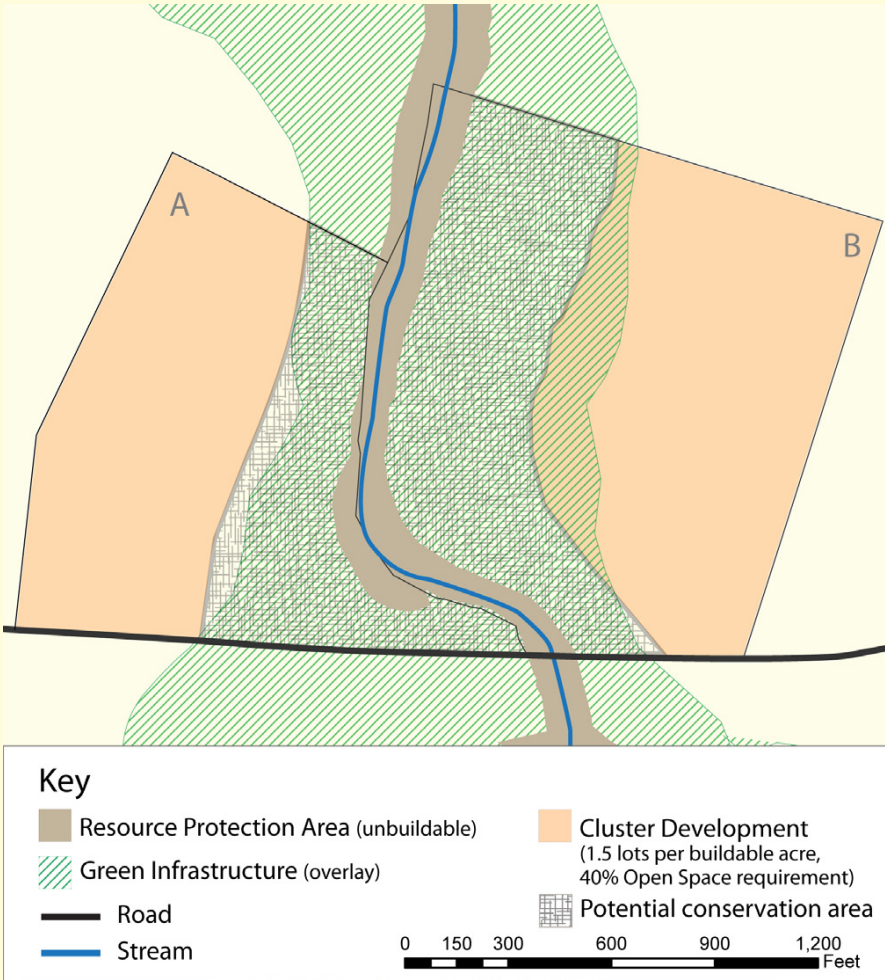 A
B
Key
Resource Protection Area (unbuildable)
Green Infrastructure (overlay)
Road
Stream
Cluster Development
(1.5 lots per buildable acre,
40% Open Space requirement)
Potential conservation area
0 150 300 600 900 1,200
Feet